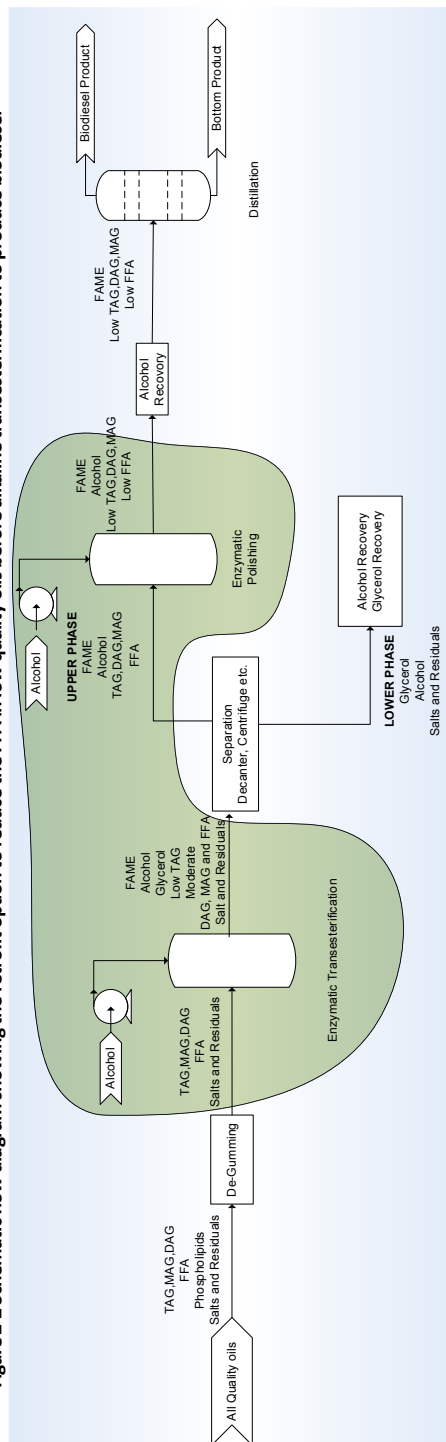 Schematic flow-diagram showing the retrofit option to reduce the FFA in low quality oils before alkaline transesterification to produce biodiesel
All Quality oils
TAG,MAG,DAG
FFA
Phospholipids
Salts and Residuals
De-Gumming
TAG,MAG,DAG
FFA
Salts and Residuals
Alcohol
Enzymatic Transesterification
FAME
Alcohol
Glycerol
Low TAG
Moderate
DAG, MAG and FFA
Salt and Residuals
Separation
Decanter, Centrifuge etc.
UPPER PHASE
FAME
Alcohol
TAG,DAG,MAG
FFA
LOWER PHASE
Glycerol
Alcohol
Salts and Residuals
Alcohol Recovery
Glycerol Recovery
Alcohol
Enzymatic
Polishing
FAME
Alcohol
Low TAG,DAG,MAG
Low FFA
Alcohol
Recovery
FAME
Low TAG,DAG,MAG
Low FFA
Distillation
Biodiesel Product
Bottom Product